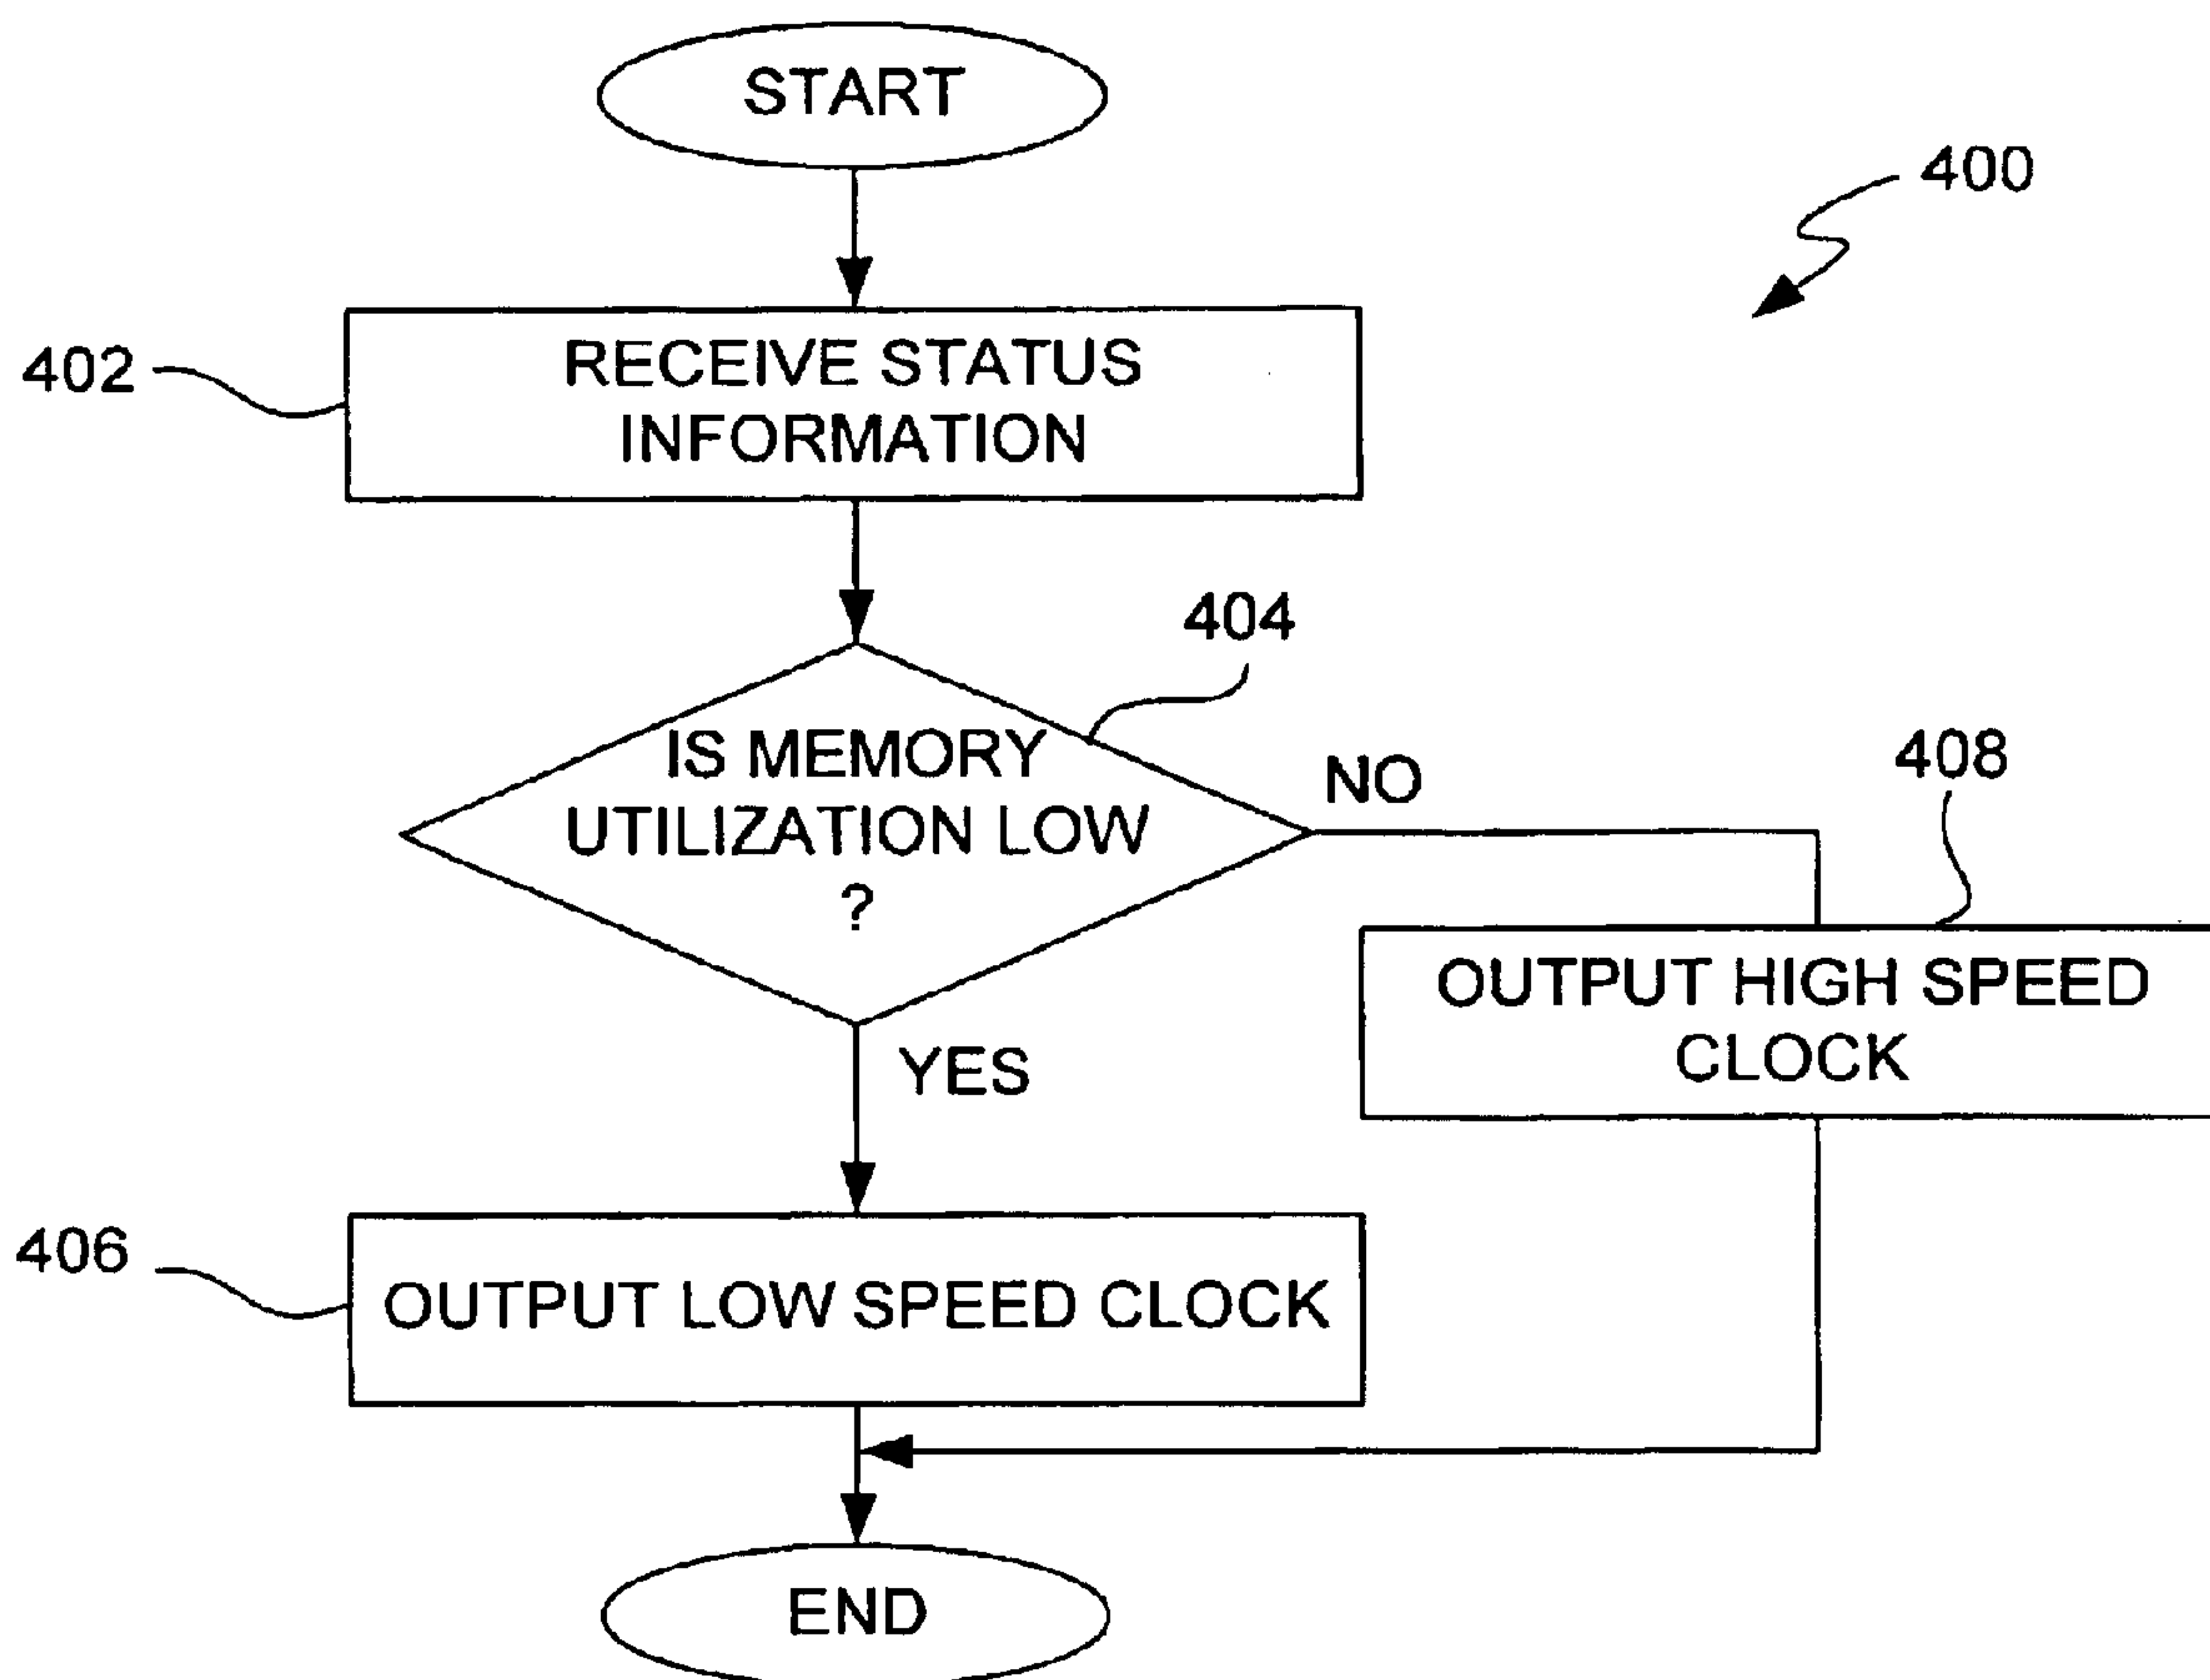 START
400
402
RECEIVE STATUS
INFORMATION
404
IS MEMORY
UTILIZATION LOW
?
NO
408
OUTPUT HIGH SPEED
CLOCK
YES
406
OUTPUT LOW SPEED CLOCK
END